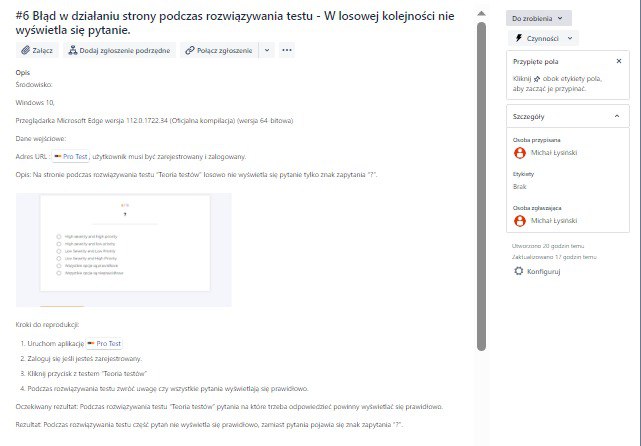 #6 Błąd w działaniu strony podczas rozwiązywania testu - W losowej kolejności nie
wyświetla się pytanie.
Załącz
Dodaj zgłoszenie podrzędne
Połącz zgłoszenie
Opis
Środowisko:
Windows 10,
Przeglądarka Microsoft Edge wersja 112.0.1722.34 (Oficjalna kompilacja) (wersja 64-bitowa)
Dane wejściowe:
Adres URL: Pro Test, użytkownik musi być zarejestrowany i zalogowany.
Opis: Na stronie podczas rozwiązywania testu "Teoria testów" losowo nie wyświetla się pytanie tylko znak zapytania "?".
?
High severity and High priority
High severity and low priority
Low Severity and Low Priority
Low Severity and High Priority
Wszystkie opcje są prawidłowe
Wszystkie opcje są nieprawidłowe
Kroki do reprodukcji:
1. Uruchom aplikację Pro Test
2. Zaloguj się jeśli jesteś zarejestrowany.
3. Kliknij przycisk z testem "Teoria testów"
4. Podczas rozwiązywania testu zwróć uwagę czy wszystkie pytania wyświetlają się prawidłowo.
Oczekiwany rezultat: Podczas rozwiązywania testu "Teoria testów" pytania na które trzeba odpowiedzieć powinny wyświetlać się prawidłowo.
Rezultat: Podczas rozwiązywania testu część pytań nie wyświetla się prawidłowo, zamiast pytania pojawia się znak zapytania "?".
Do zrobienia
Czynności
Przypięte pola
Kliknij obok etykiety pola,
aby zacząć je przypinać.
Szczegóły
Osoba przypisana
Michał Łysiński
Etykiety
Brak
Osoba zgłaszająca
Michał Łysiński
Utworzono 20 godzin temu
Zaktualizowano 17 godzin temu
Konfiguruj